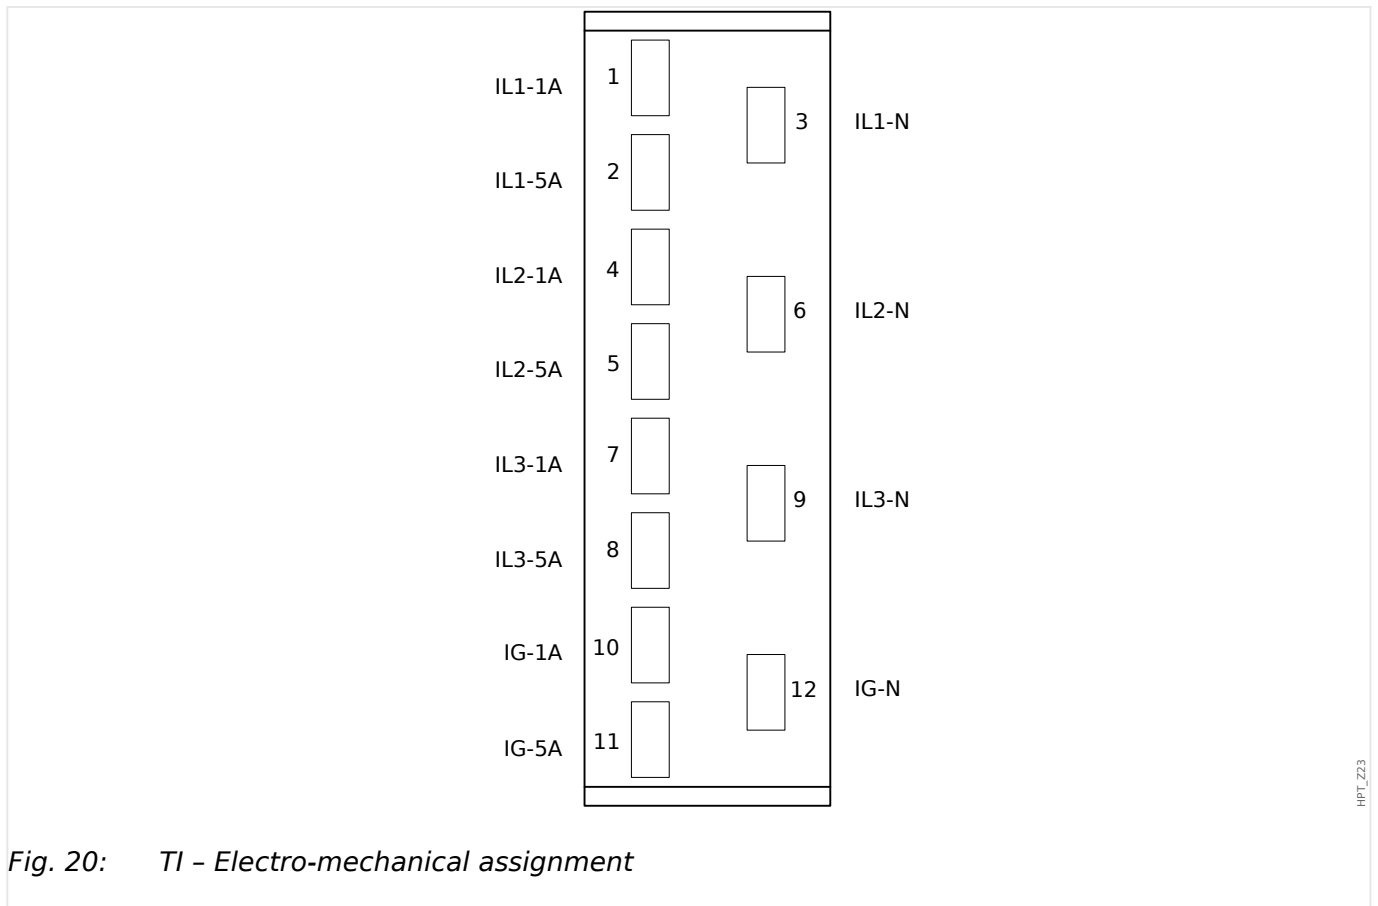 IL1-1A 1
3 IL1-N
IL1-5A 2
IL2-1A 4
6 IL2-N
IL2-5A 5
IL3-1A 7
9 IL3-N
IL3-5A 8
IG-1A 10
12 IG-N
IG-5A 11
HPT_Z23
Fig. 20: TI – Electro-mechanical assignment